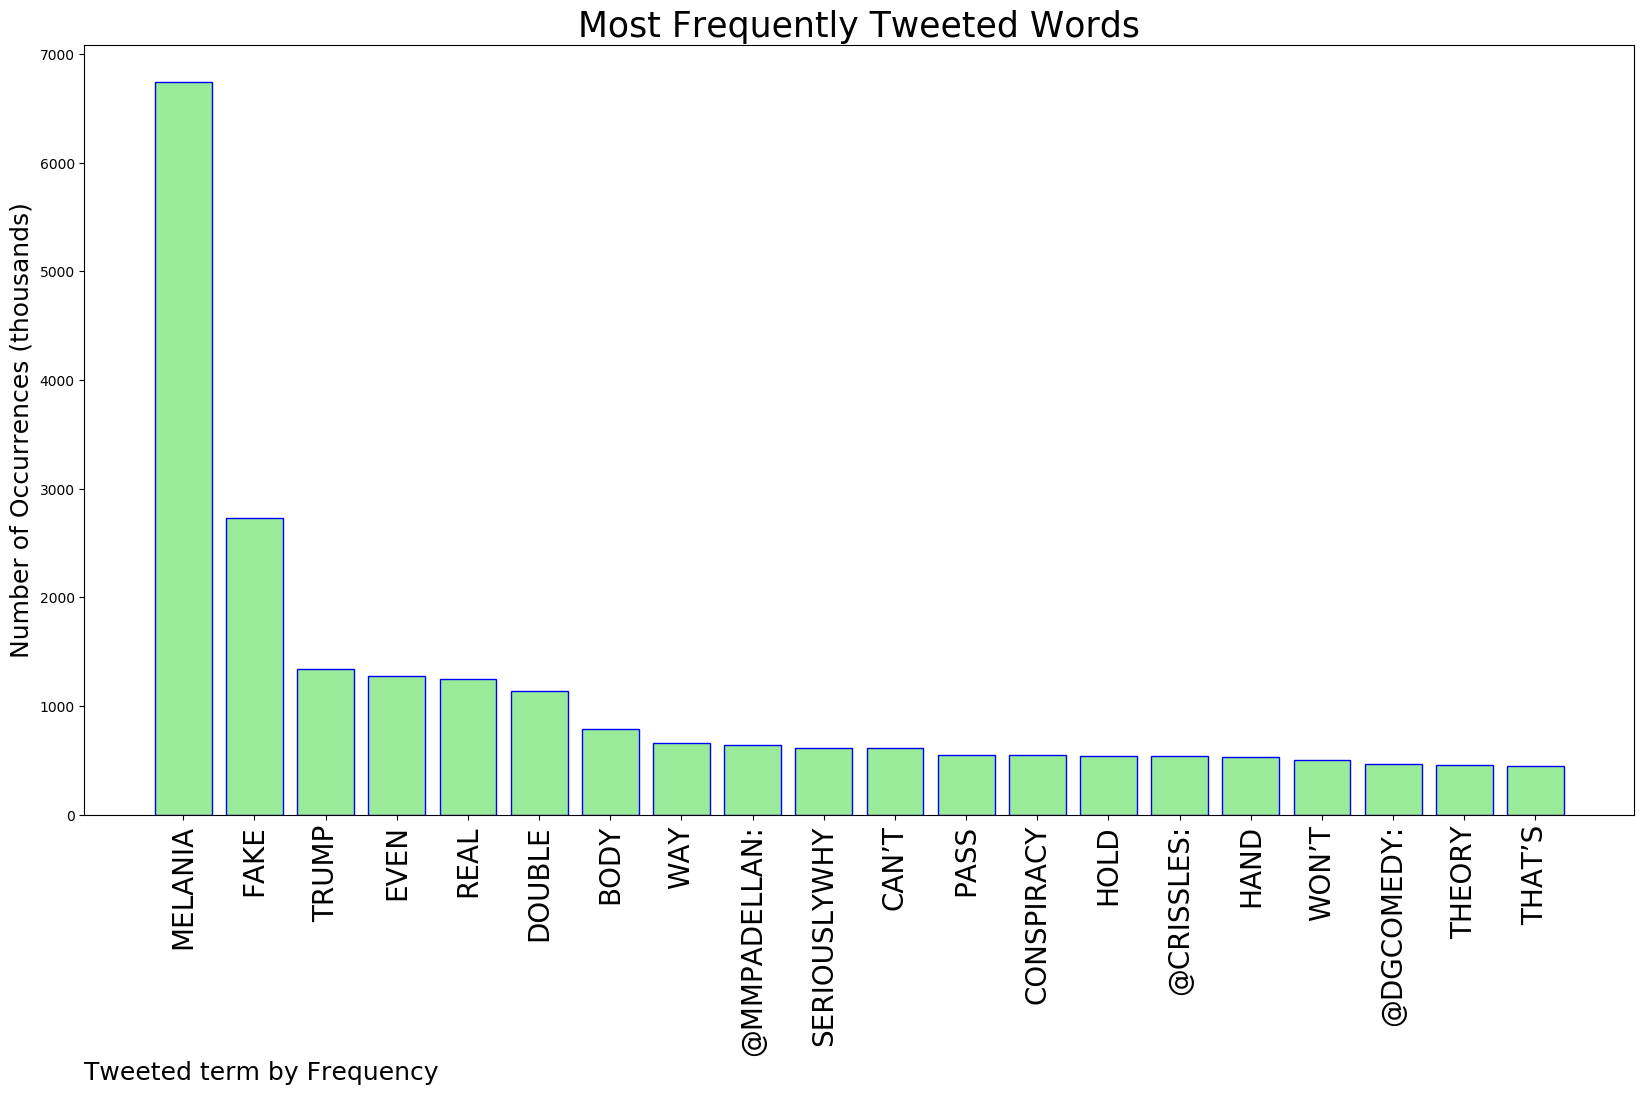 Most Frequently Tweeted Words
Number of Occurrences (thousands)
7000
6000
5000
4000
3000
2000
1000
0
MELANIA
FAKE
TRUMP
EVEN
REAL
DOUBLE
BODY
WAY
@MMPADELLAN:
SERIOUSLYWHY
CAN’T
PASS
CONSPIRACY
HOLD
@CRISSLES:
HAND
WON’T
@DGCOMEDY:
THEORY
THAT’S
Tweeted term by Frequency